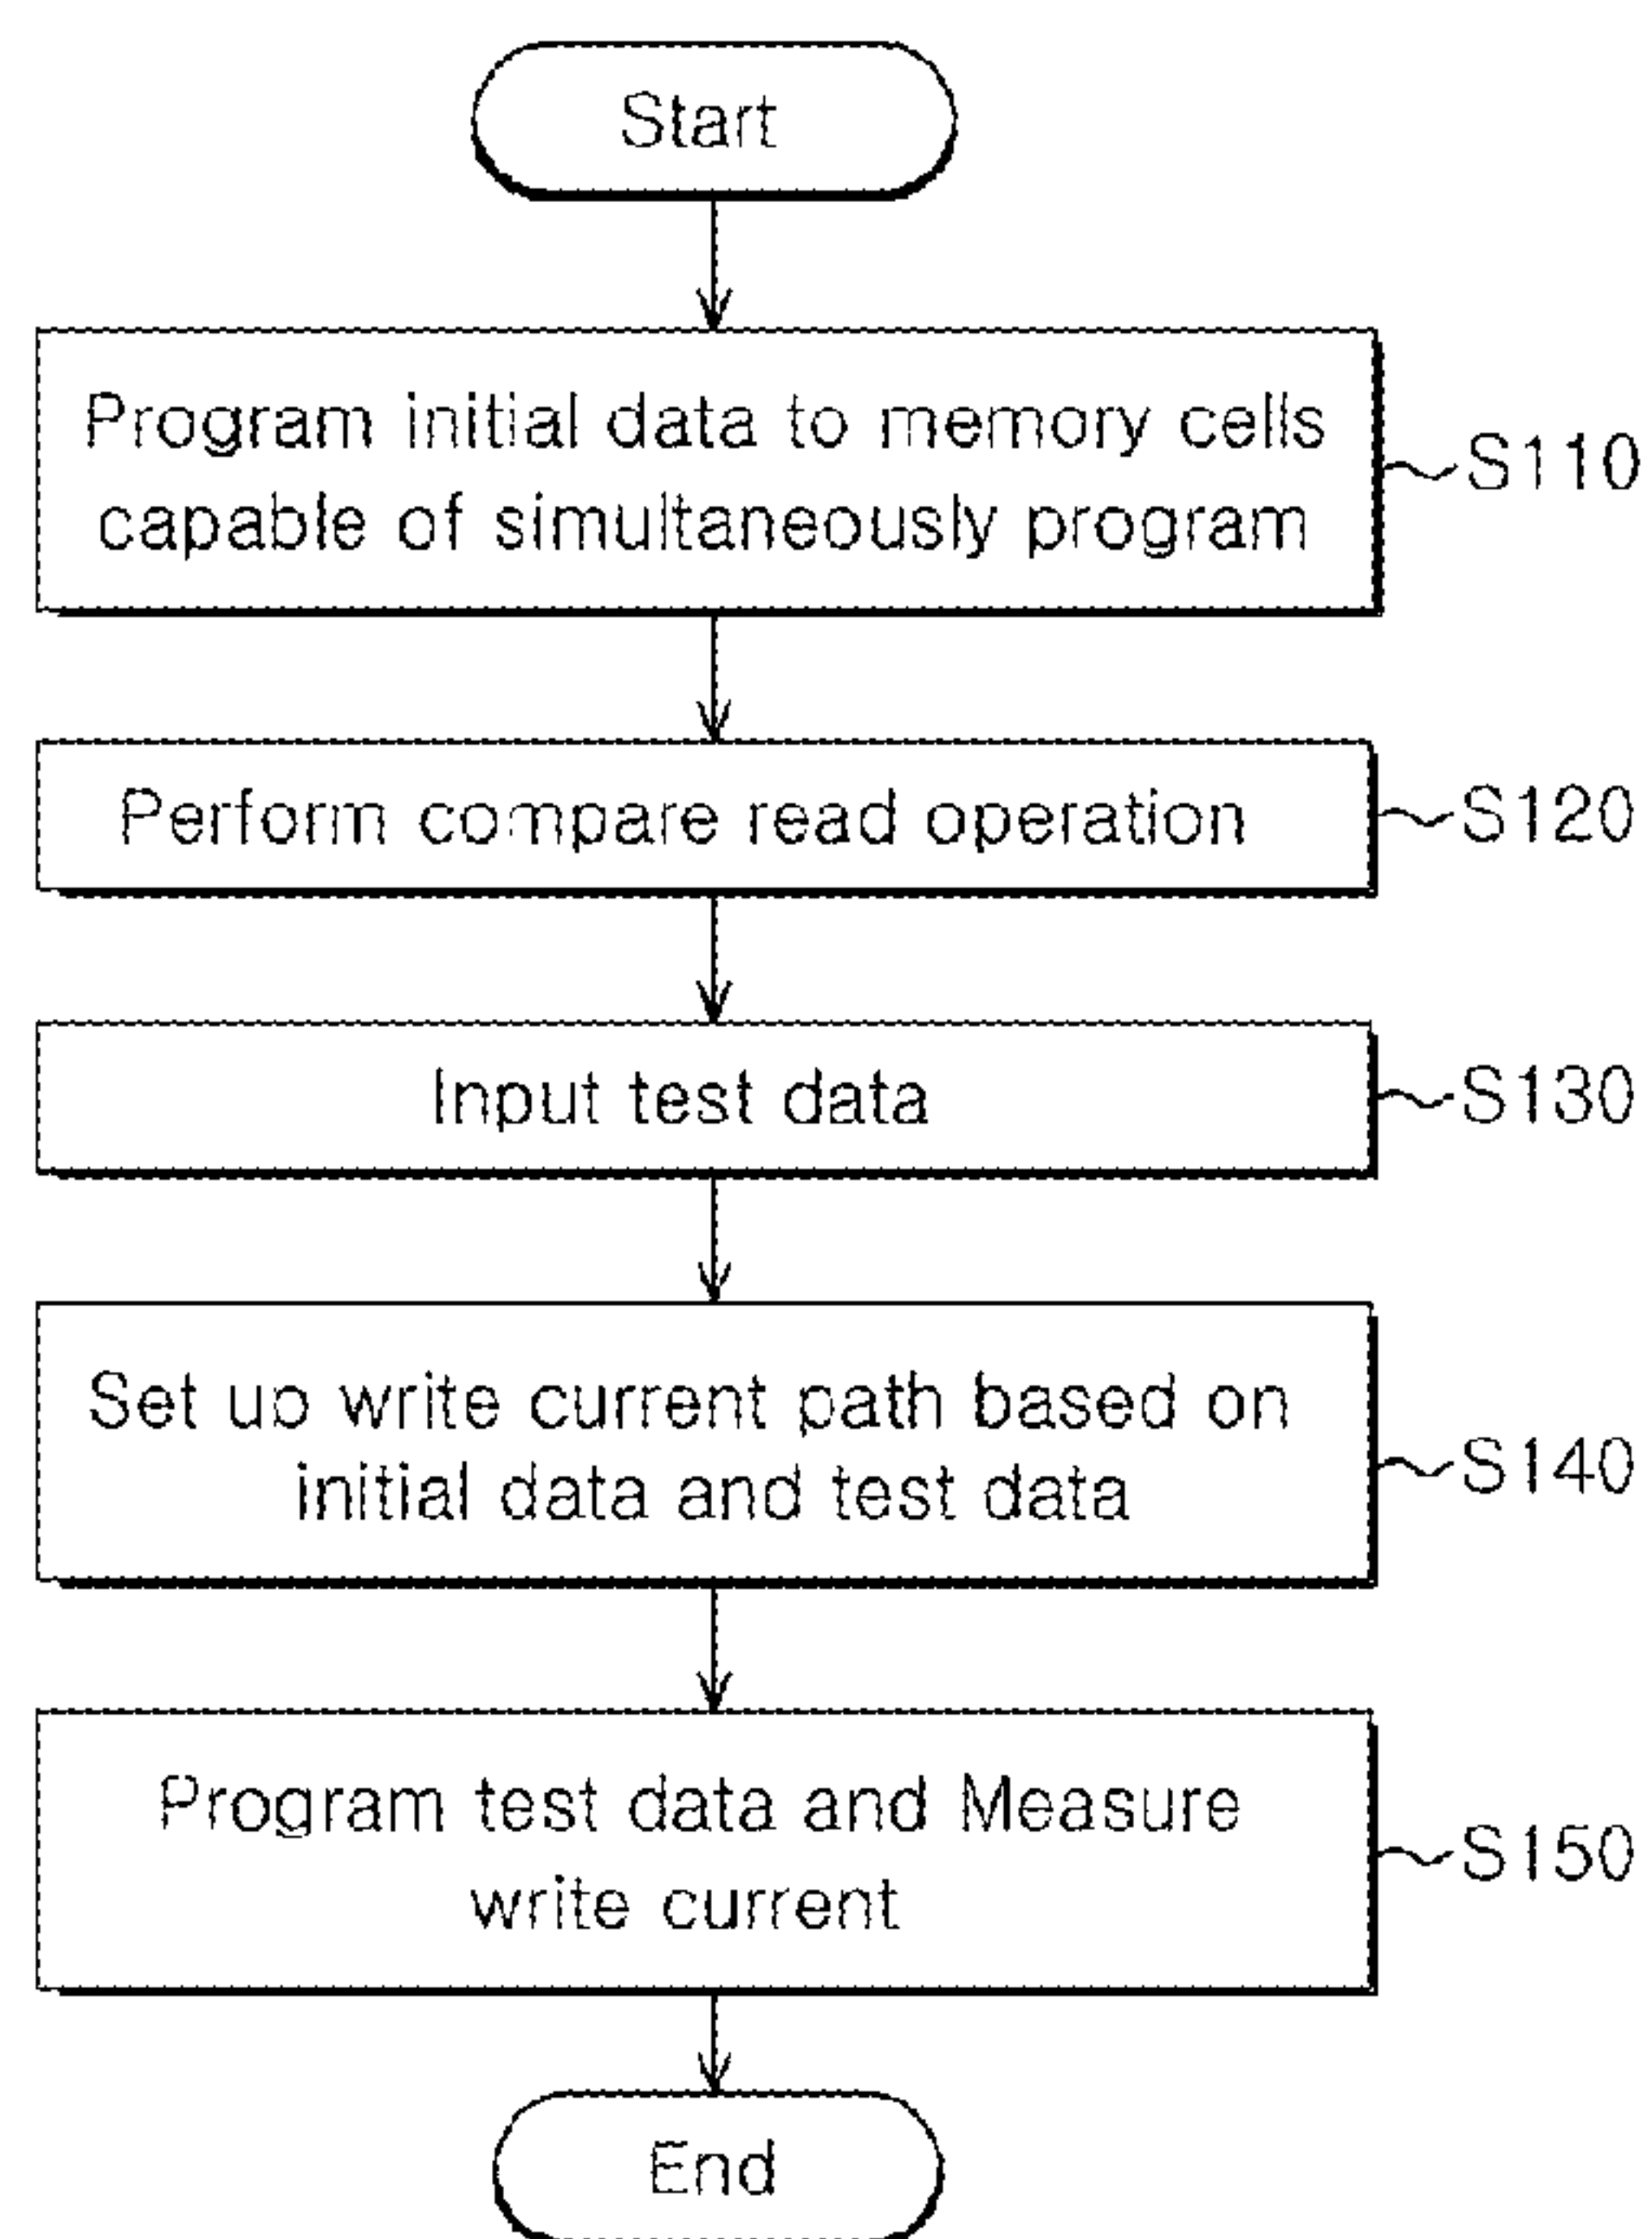 Start
Program initial data to memory cells
capable of simultaneously program
S110
Perform compare read operation
S120
Input test data
S130
Set up write current path based on
initial data and test data
S140
Program test data and Measure
write current
S150
End